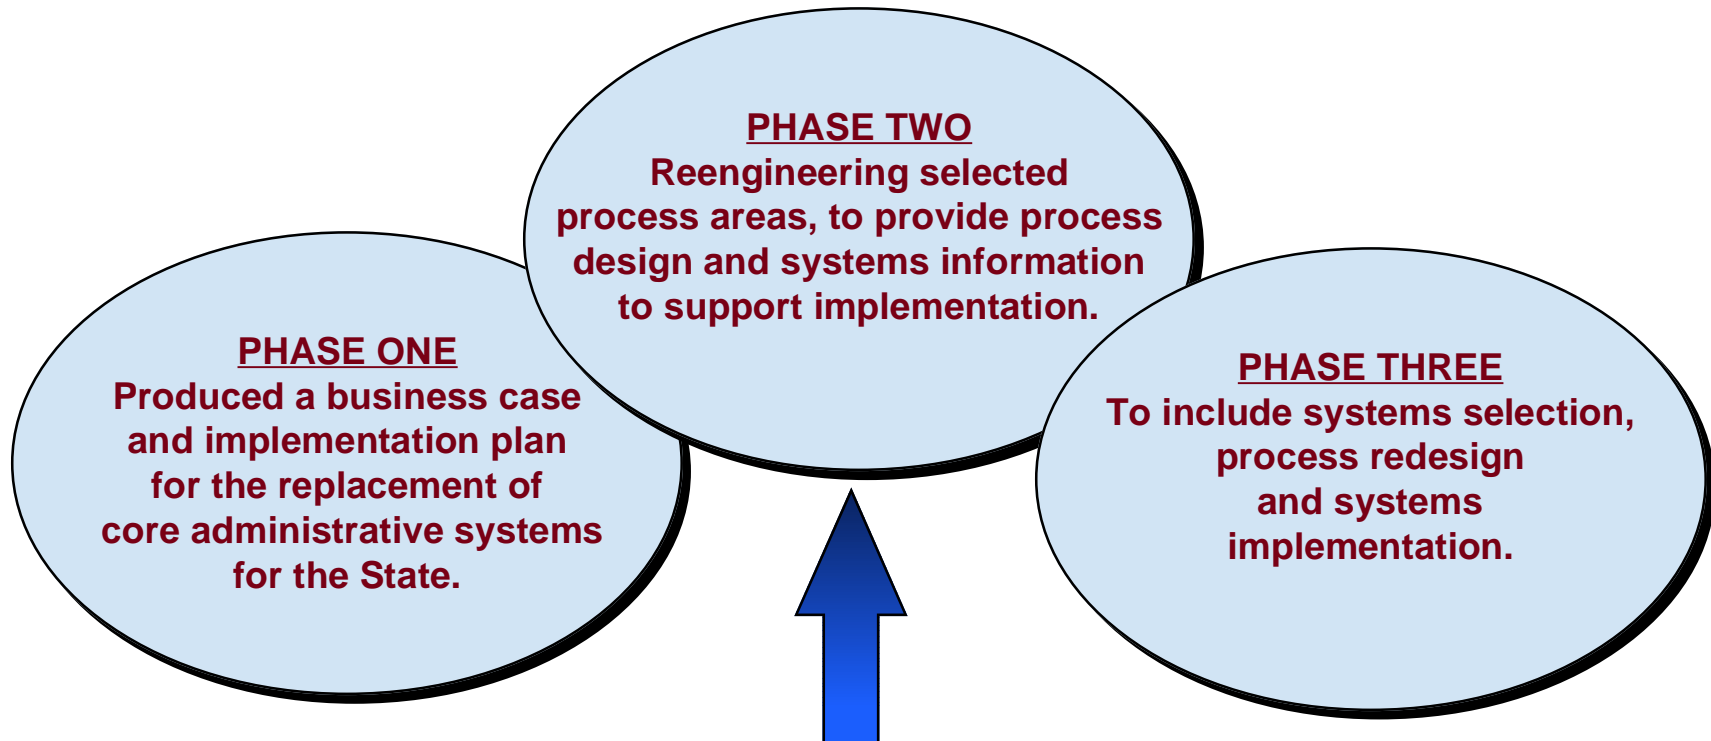 PHASE ONE
Produced a business case
and implementation plan
for the replacement of
core administrative systems
for the State.
PHASE TWO
Reengineering selected
process areas, to provide process
design and systems information
to support implementation.
PHASE THREE
To include systems selection,
process redesign
and systems
implementation.